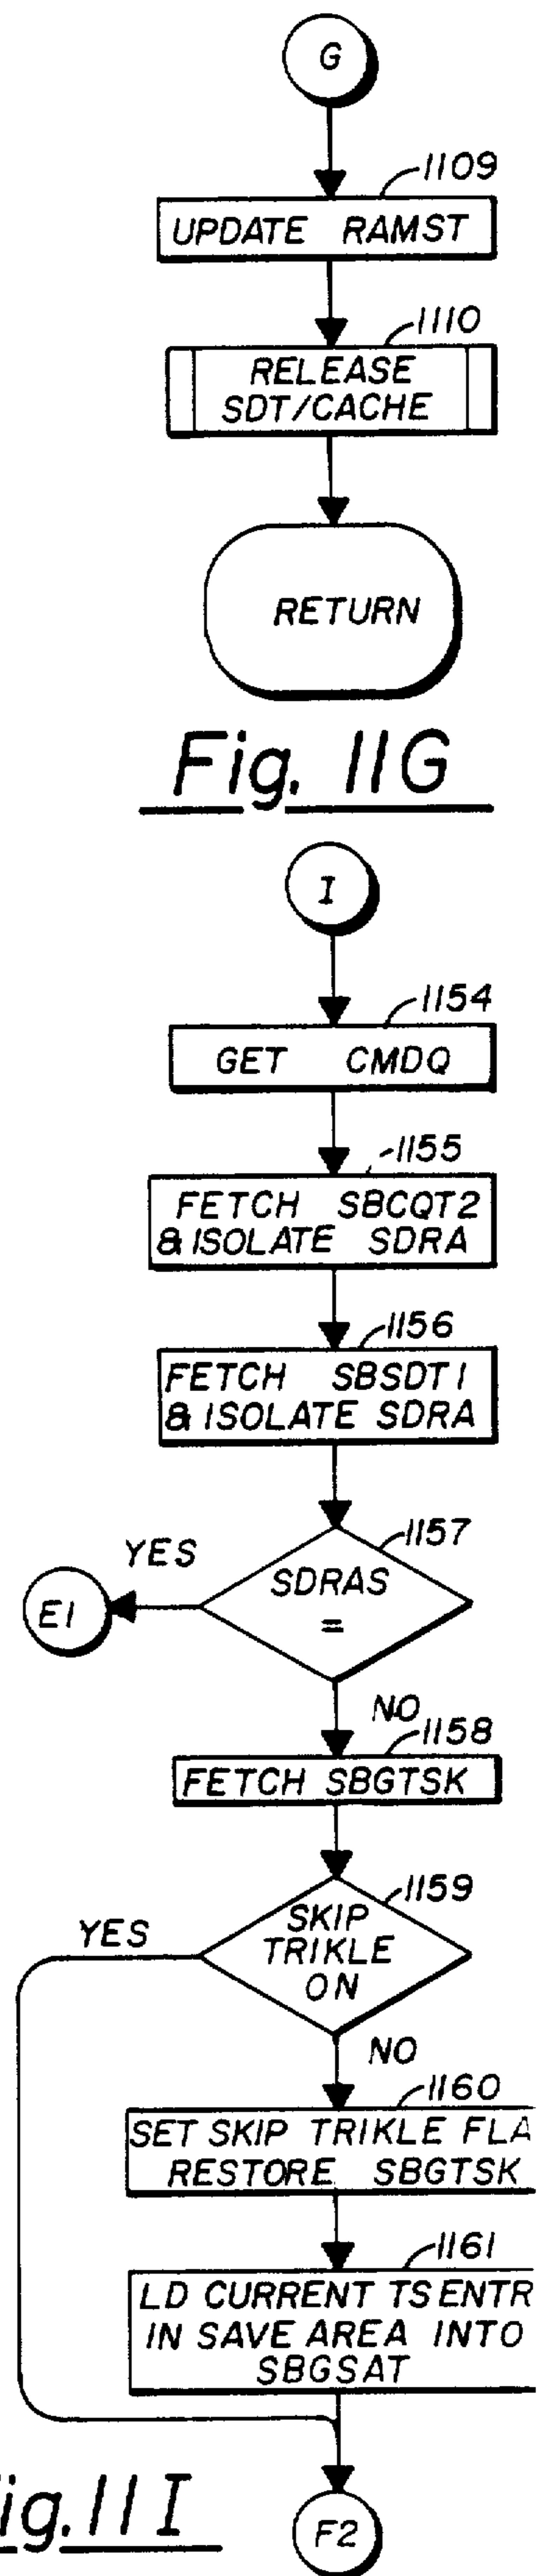 G
1109
UPDATE RAMST
1110
RELEASE
SDT/CACHE
RETURN
Fig. 11G
I
1154
GET CMDQ
1155
FETCH SBCQT2
& ISOLATE SDRA
1156
FETCH SBSDT1
& ISOLATE SDRA
1157
YES
SDRAS
=
E1
NO
1158
FETCH SBGTSK
1159
YES
SKIP
TRIKLE
ON
NO
1160
SET SKIP TRIKLE FLA
RESTORE SBGTSK
1161
LD CURRENT TS ENTR
IN SAVE AREA INTO
SBGSAT
ig. 11I
F2